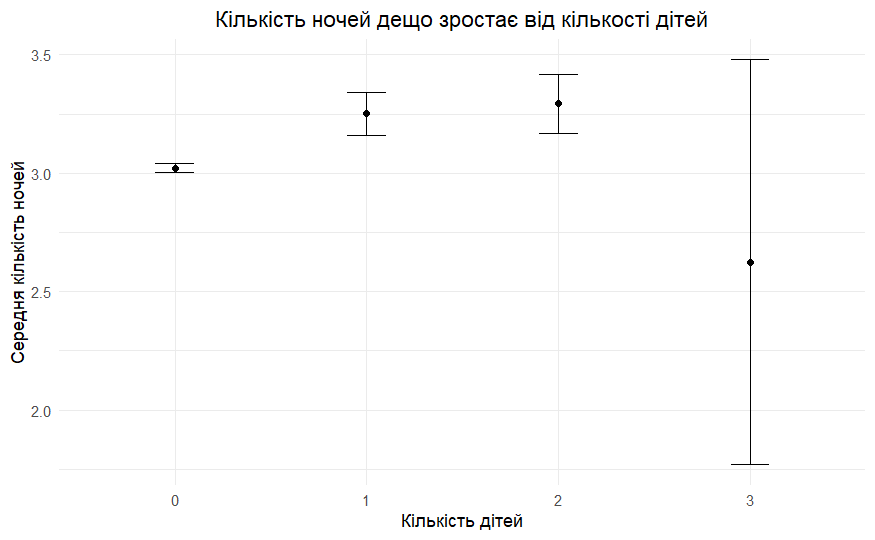 Кількість ночей дещо зростає від кількості дітей
Середня кількість ночей
3.5
3.0
2.5
2.0
0 1 2 3
Кількість дітей